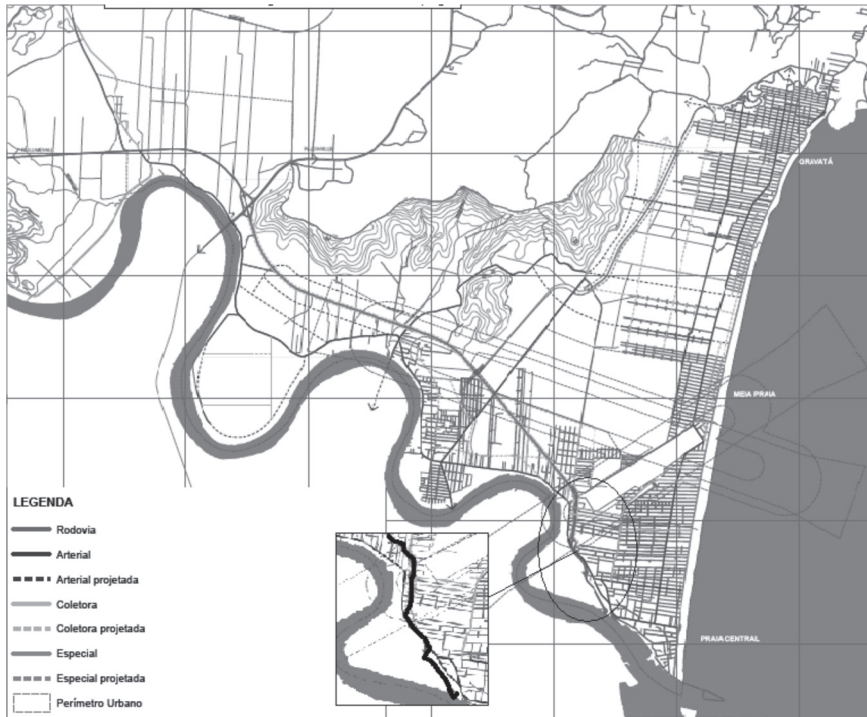 GRAVATÁ
MEIA PRAIA
PRAIA CENTRAL
LEGENDA
Rodovia
Arterial
Arterial projetada
Coletora
Coletora projetada
Especial
Especial projetada
Perímetro Urbano